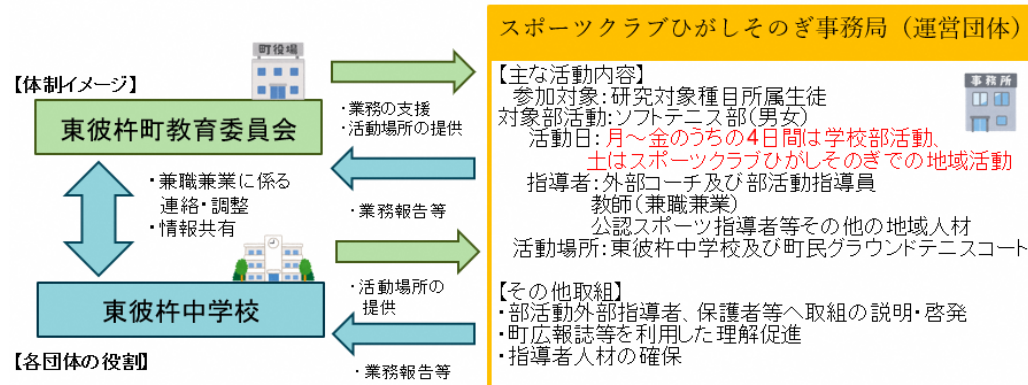 【体制イメージ】
町役場
東彼杵町教育委員会
・業務の支援
・活動場所の提供
・業務報告等
・兼職兼業に係る
連絡・調整
・情報共有
・活動場所の
提供
東彼杵中学校
・業務報告等
【各団体の役割】
スポーツクラブひがしそのぎ事務局（運営団体）
事務所
【主な活動内容】
参加対象：研究対象種目所属生徒
対象部活動：ソフトテニス部（男女）
活動日：月～金のうちの４日間は学校部活動、
土はスポーツクラブひがしそのぎでの地域活動
指導者：外部コーチ及び部活動指導員
教師（兼職兼業）
公認スポーツ指導者等その他の地域人材
活動場所：東彼杵中学校及び町民グラウンドテニスコート
【その他取組】
・部活動外部指導者、保護者等へ取組の説明・啓発
・町広報誌等を利用した理解促進
・指導者人材の確保